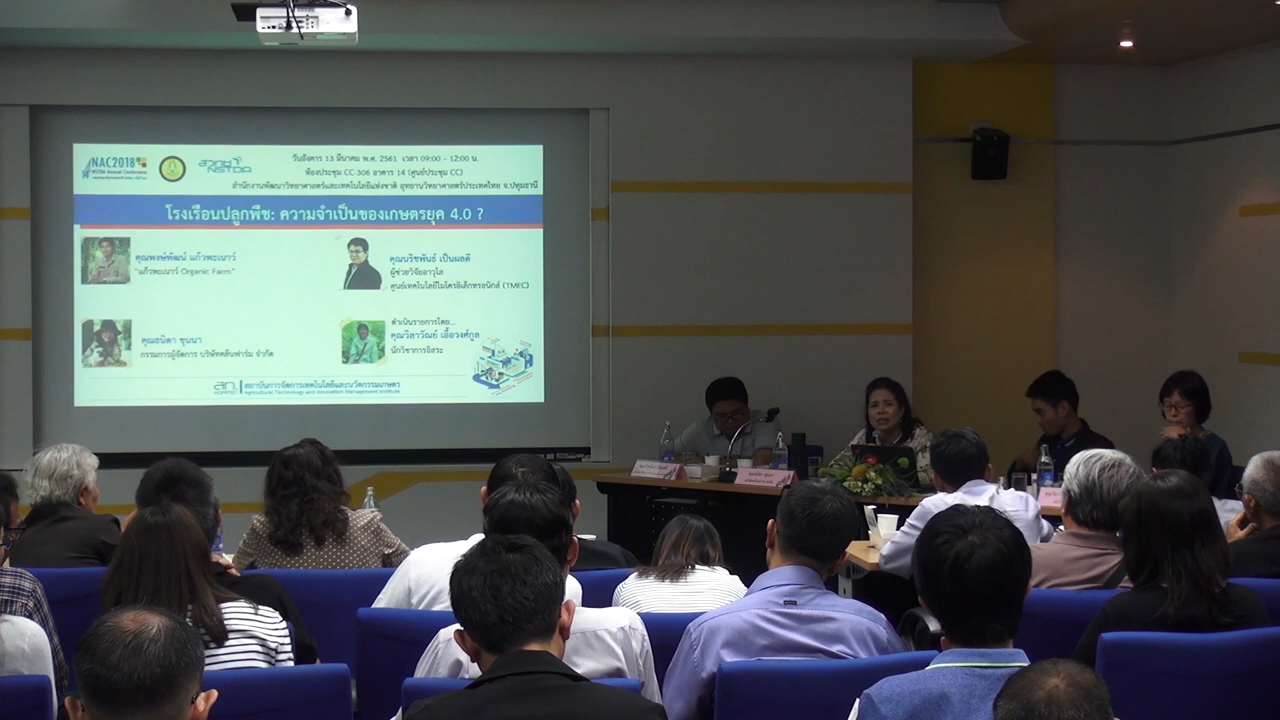 NAC2018
NSTDA Annual Conference
สวทช
NSTDA
วันอังคาร 13 มีนาคม พ.ศ. 2561 เวลา 09:00 - 12:00 น.
ห้องประชุม CC-306 อาคาร 14 (ศูนย์ประชุม CC)
สำนักงานพัฒนาวิทยาศาสตร์และเทคโนโลยีแห่งชาติ อุทยานวิทยาศาสตร์ประเทศไทย จ.ปทุมธานี
โรงเรือนปลูกพืช: ความจำเป็นของเกษตรยุค 4.0 ?
คุณพงษ์พัฒน์ แก้วพะเนาว์
"แก้วพะเนาว์ Organic Farm"
คุณนริชพันธ์ เป็นผลดี
ผู้ช่วยวิจัยอาวุโส
ศูนย์เทคโนโลยีไมโครอิเล็กทรอนิกส์ (TMEC)
คุณธนิดา ขุนนา
กรรมการผู้จัดการ บริษัทคลีนฟาร์ม จำกัด
ดำเนินรายการโดย...
คุณวิลาวัณย์ เอื้อวงศ์กูล
นักวิชาการอิสระ
สท.
AGRITEC
สถาบันการจัดการเทคโนโลยีและนวัตกรรมเกษตร
Agricultural Technology and Innovation Management Institute